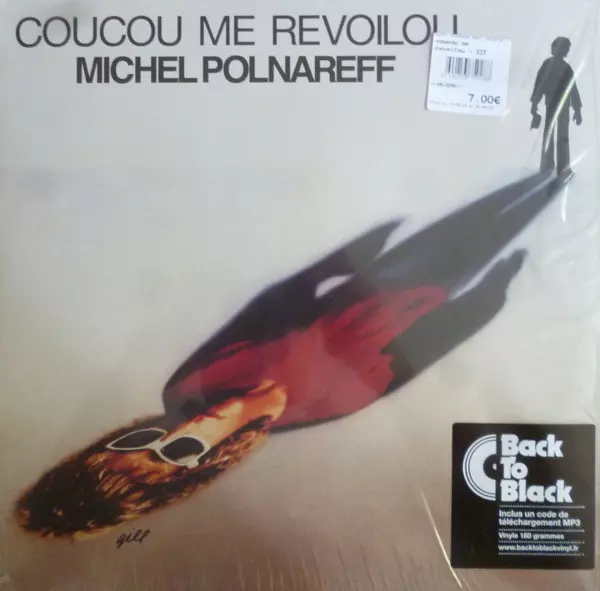 COUCOU ME REVOILOU
MICHEL POLNAREFF
7.00€
gill
Back
To
Black
Inclus un code de
téléchargement MP3
Vinyle 180 grammes
www.backtoblackvinyl.fr